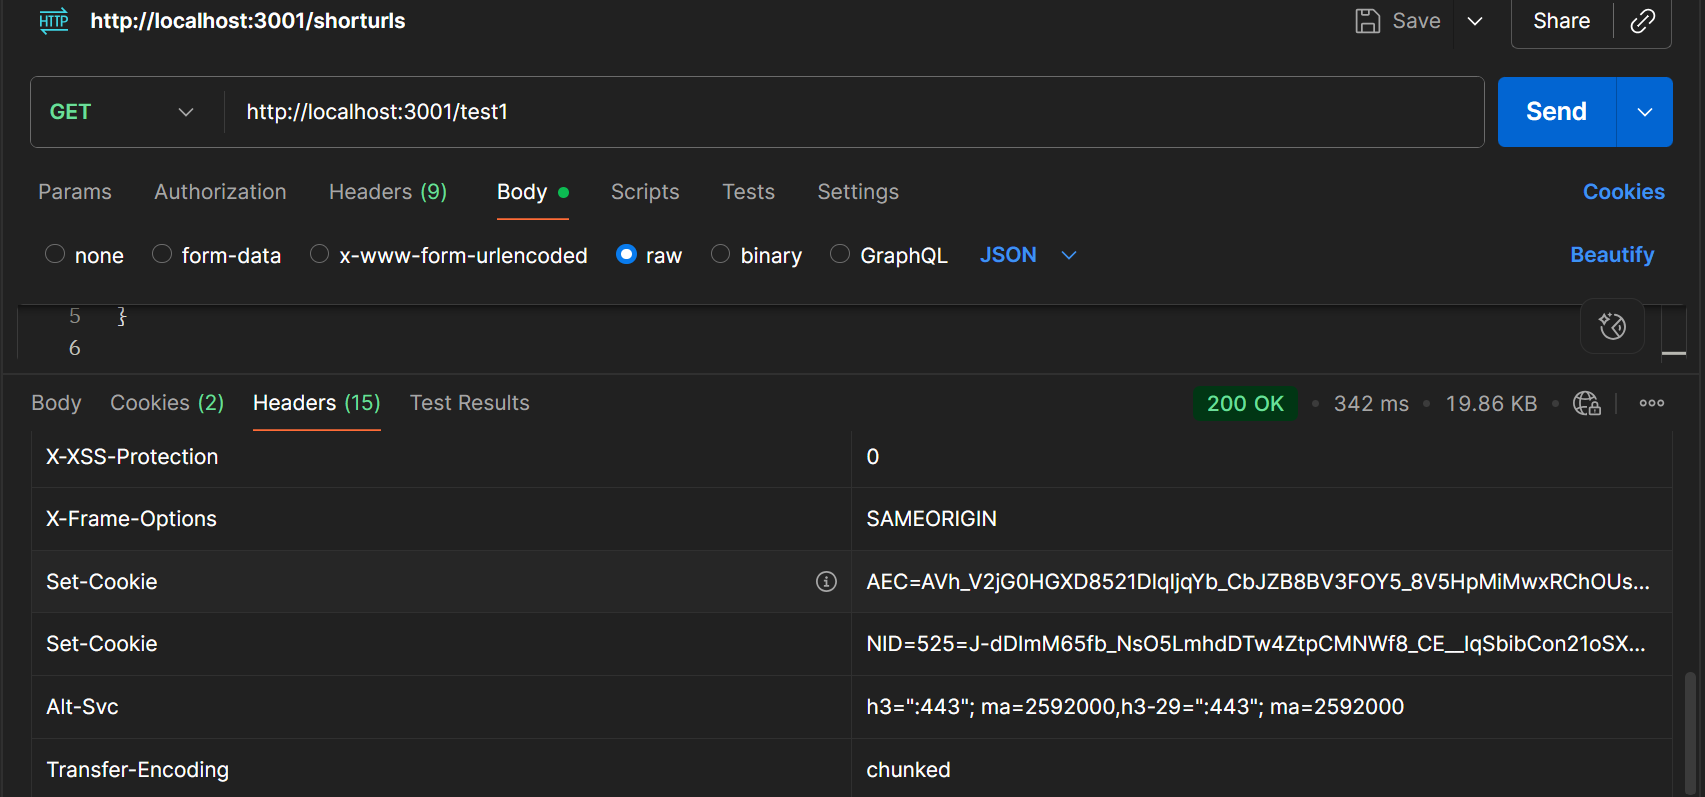 HTTP http://localhost:3001/shorturls Save Share
GET http://localhost:3001/test1 Send
Params Authorization Headers (9) Body Scripts Tests Settings Cookies
none form-data x-www-form-urlencoded raw binary GraphQL JSON Beautify
5 }
6
Body Cookies (2) Headers (15) Test Results 200 OK • 342 ms • 19.86 KB •
X-XSS-Protection 0
X-Frame-Options SAMEORIGIN
Set-Cookie AEC=AVh_V2jG0HGXD8521DlqIjqYb_CbJZB8BV3FOY5_8V5HpMiMwxRChOUs...
Set-Cookie NID=525=J-dDImM65fb_NsO5LmhdDTw4ZtpCMNWf8_CE__lqSbibCon21oSX...
Alt-Svc h3=":443"; ma=2592000,h3-29=":443"; ma=2592000
Transfer-Encoding chunked